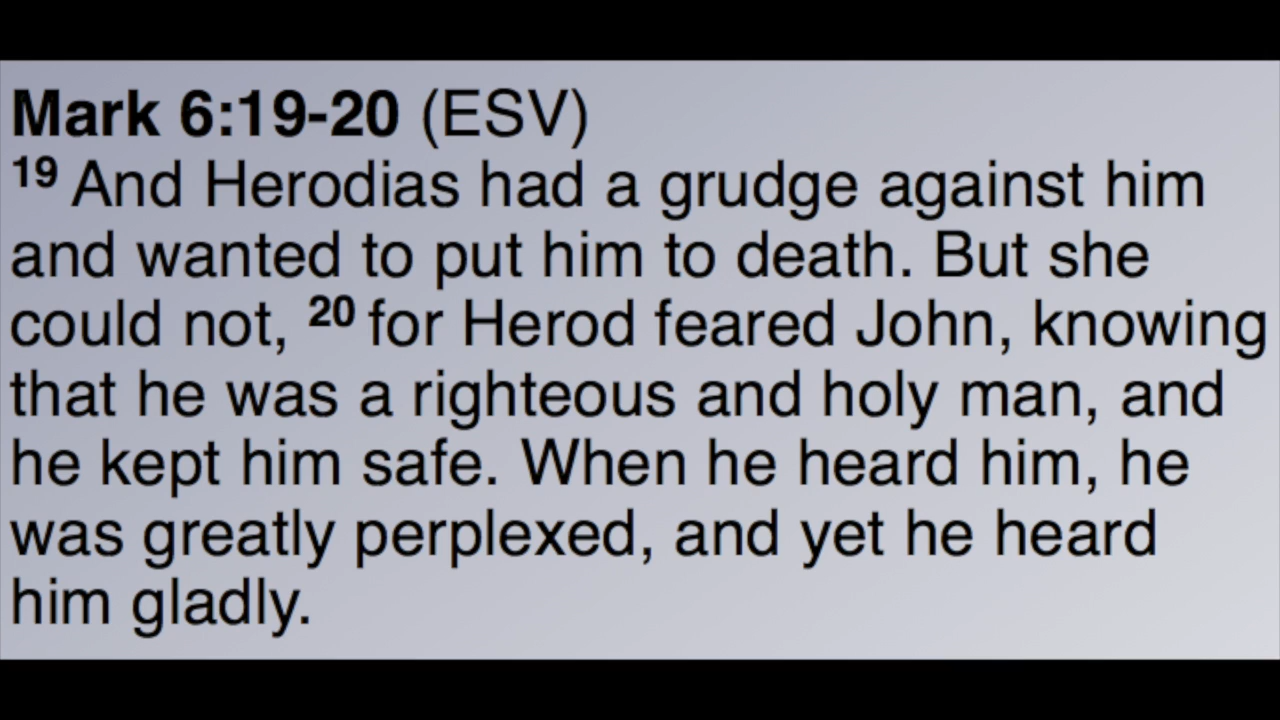 Mark 6:19-20 (ESV)
19 And Herodias had a grudge against him
and wanted to put him to death. But she
could not, 20 for Herod feared John, knowing
that he was a righteous and holy man, and
he kept him safe. When he heard him, he
was greatly perplexed, and yet he heard
him gladly.